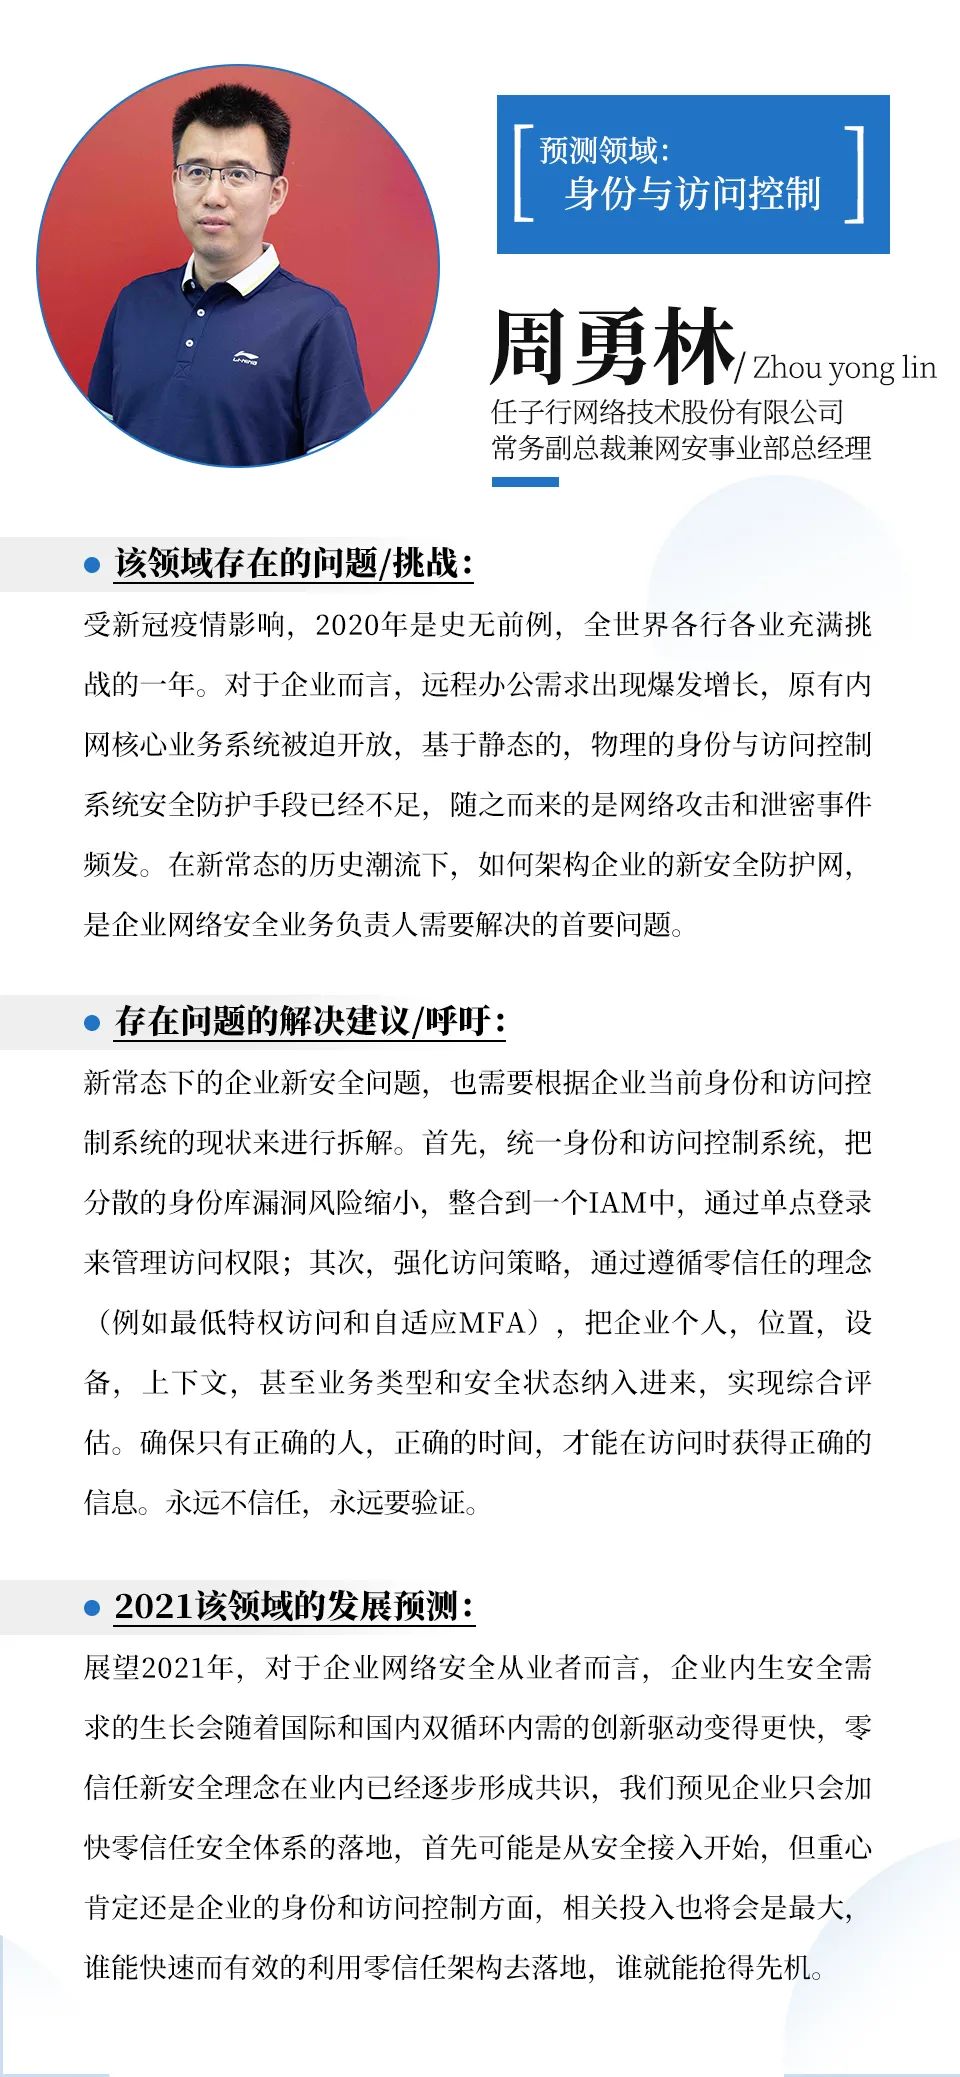 预测领域：
身份与访问控制
周勇林/Zhou yong lin
任子行网络技术股份有限公司
常务副总裁兼网安事业部总经理
LI-NING
该领域存在的问题/挑战：
受新冠疫情影响，2020年是史无前例，全世界各行各业充满挑
战的一年。对于企业而言，远程办公需求出现爆发增长，原有内
网核心业务系统被迫开放，基于静态的，物理的身份与访问控制
系统安全防护手段已经不足，随之而来的是网络攻击和泄密事件
频发。在新常态的历史潮流下，如何架构企业的新安全防护网，
是企业网络安全业务负责人需要解决的首要问题。
存在问题的解决建议/呼吁：
新常态下的企业新安全问题，也需要根据企业当前身份和访问控
制系统的现状来进行拆解。首先，统一身份和访问控制系统，把
分散的身份库漏洞风险缩小，整合到一个IAM中，通过单点登录
来管理访问权限；其次，强化访问策略，通过遵循零信任的理念
（例如最低特权访问和自适应MFA），把企业个人，位置，设
备，上下文，甚至业务类型和安全状态纳入进来，实现综合评
估。确保只有正确的人，正确的时间，才能在访问时获得正确的
信息。永远不信任，永远要验证。
2021该领域的发展预测：
展望2021年，对于企业网络安全从业者而言，企业内生安全需
求的生长会随着国际和国内双循环内需的创新驱动变得更快，零
信任新安全理念在业内已经逐步形成共识，我们预见企业只会加
快零信任安全体系的落地，首先可能是从安全接入开始，但重心
肯定还是企业的身份和访问控制方面，相关投入也将会是最大，
谁能快速而有效的利用零信任架构去落地，谁就能抢得先机。